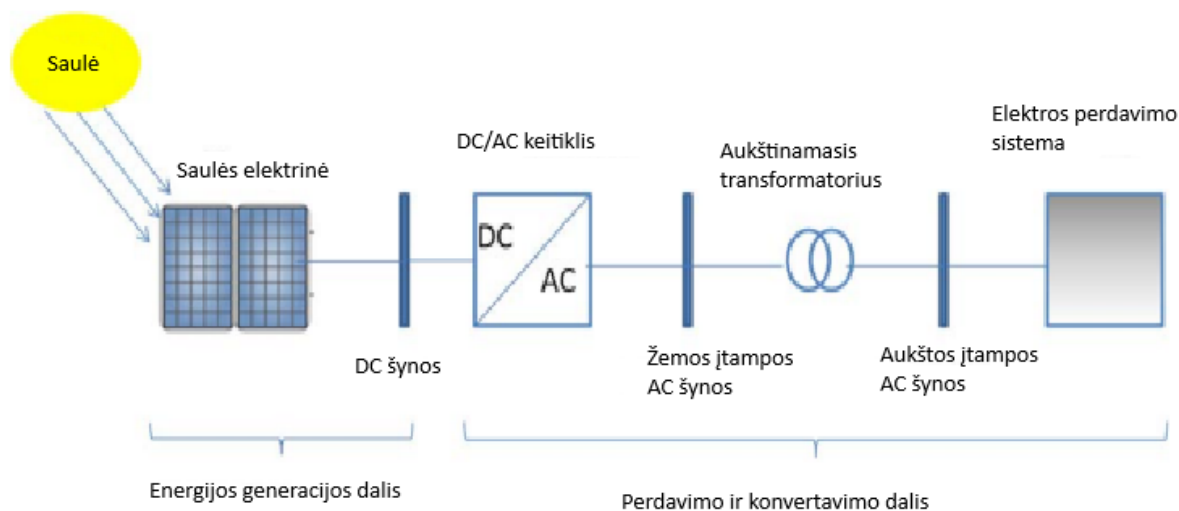 Saulė
Saulės elektrinė
DC/AC keitiklis
Aukštinamasis
transformatorius
Elektros perdavimo
sistema
DC
AC
DC šynos
Žemos įtampos
AC šynos
Aukštos įtampos
AC šynos
Energijos generacijos dalis
Perdavimo ir konvertavimo dalis